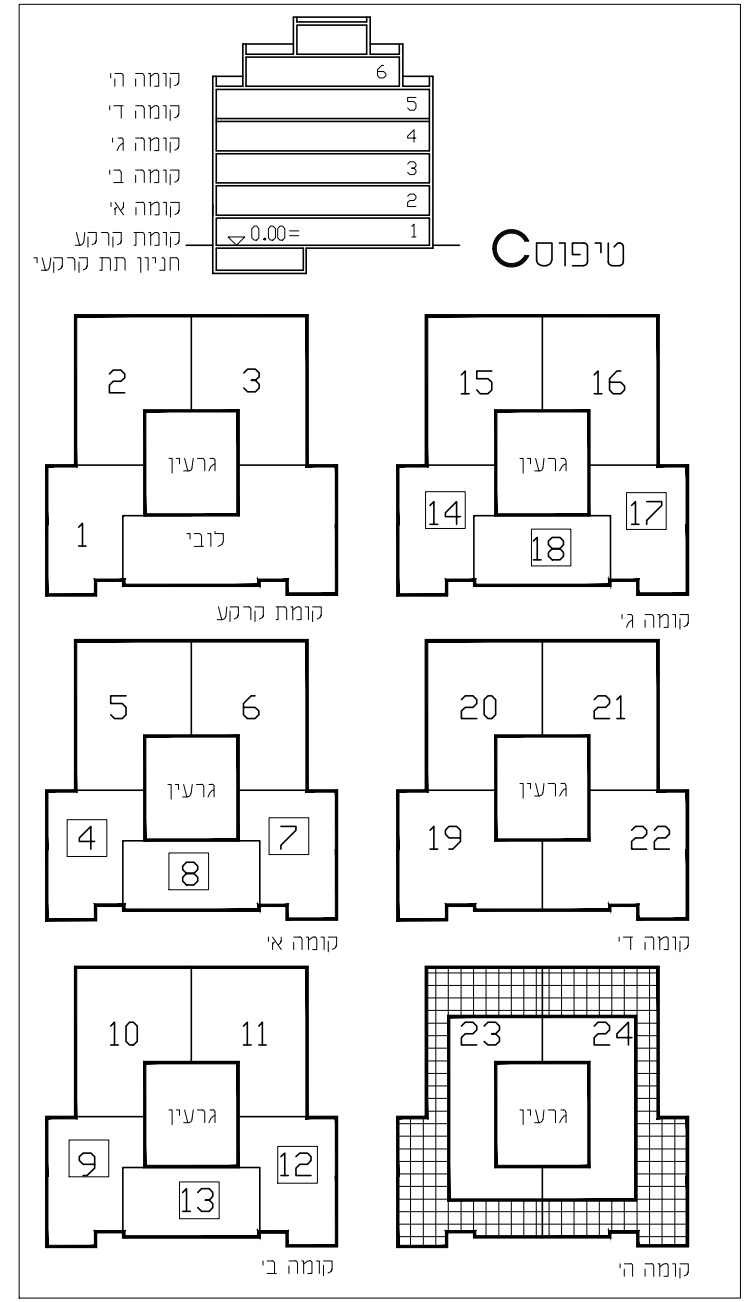 קומה ה' 6
קומה ד' 5
קומה ג' 4
קומה ב' 3
קומה א' 2
קומת קרקע 0.00= 1
חניון תת קרקעי
טיפוס C
2 3
גרעין
1 לובי
קומת קרקע
15 16
גרעין
14 17
18
קומה ג'
5 6
גרעין
4 7
8
קומה א'
20 21
גרעין
19 22
קומה ד'
10 11
גרעין
9 12
13
קומה ב'
23 24
גרעין
קומה ה'